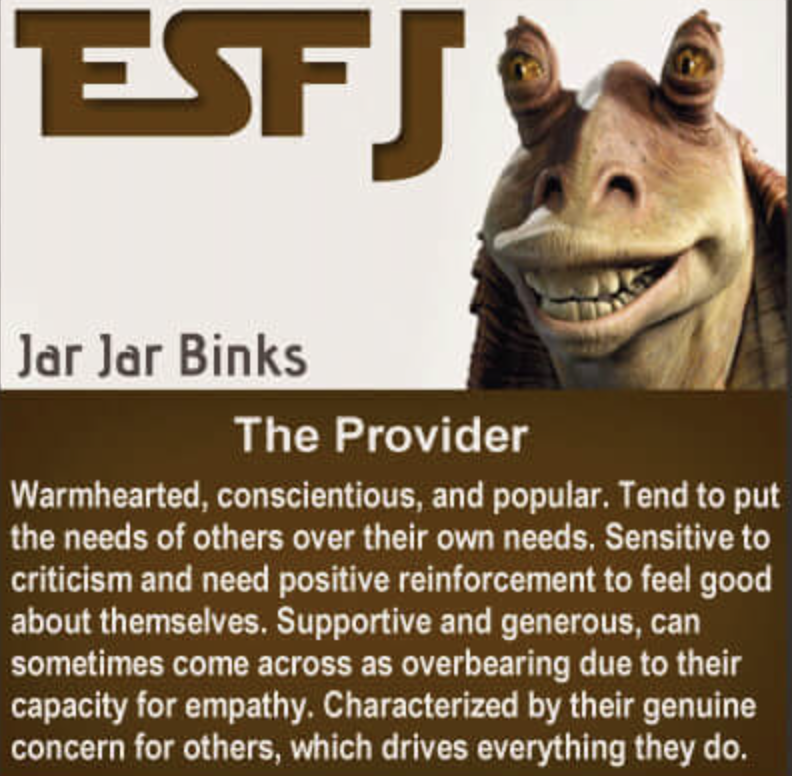 ESFJ
Jar Jar Binks
The Provider
Warmhearted, conscientious, and popular. Tend to put
the needs of others over their own needs. Sensitive to
criticism and need positive reinforcement to feel good
about themselves. Supportive and generous, can
sometimes come across as overbearing due to their
capacity for empathy. Characterized by their genuine
concern for others, which drives everything they do.